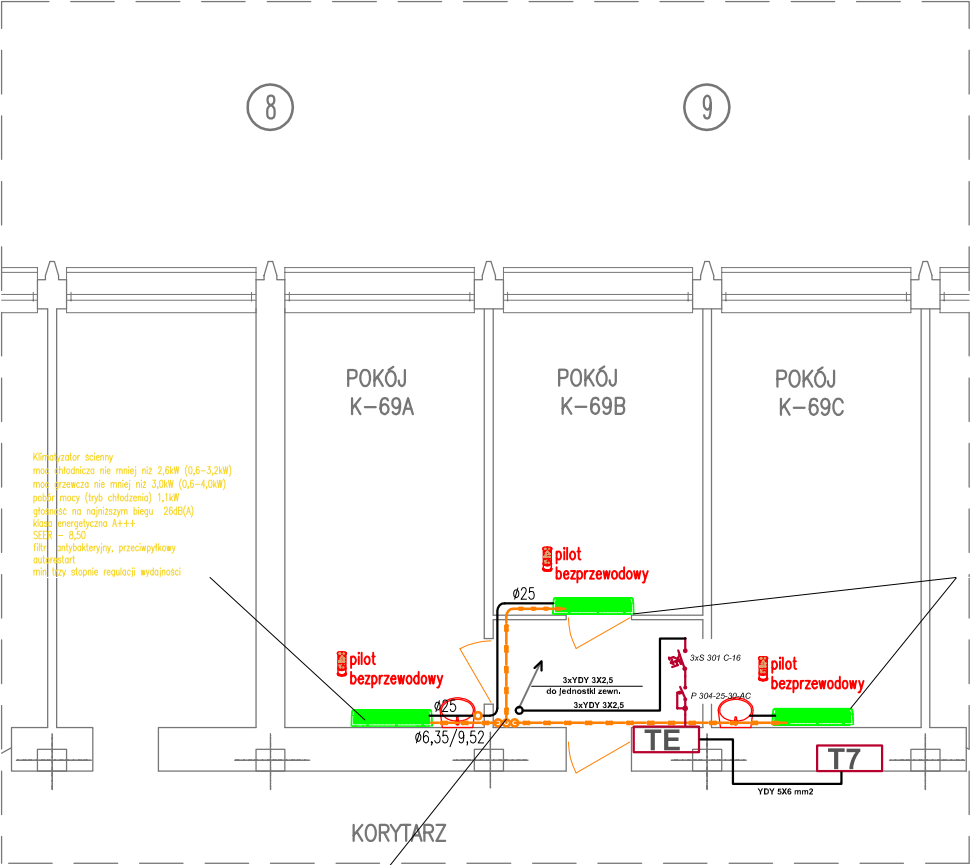 8
9
POKÓJ
K-69A
POKÓJ
K-69B
POKÓJ
K-69C
Klimatyzator ścienny
moc chłodnicza nie mniej niż 2,6kW (0,6-3,2kW)
moc grzewcza nie mniej niż 3,0kW (0,6-4,0kW)
pobór mocy (tryb chłodzenia) 1,1kW
głośność na najniższym biegu 26dB(A)
klasa energetyczna A+++
SEER - 8,50
filtr antybakteryjny, przeciwpyłkowy
autorestart
min. trzy stopnie regulacji wydajności
pilot
bezprzewodowy
ø25
pilot
bezprzewodowy
pilot
bezprzewodowy
3xS 301 C-16
3xYDY 3X2,5
do jednostki zewn.
P 304-25-30-AC
3xYDY 3X2,5
ø25
ø6,35/9,52
TE
T7
YDY 5X6 mm2
KORYTARZ